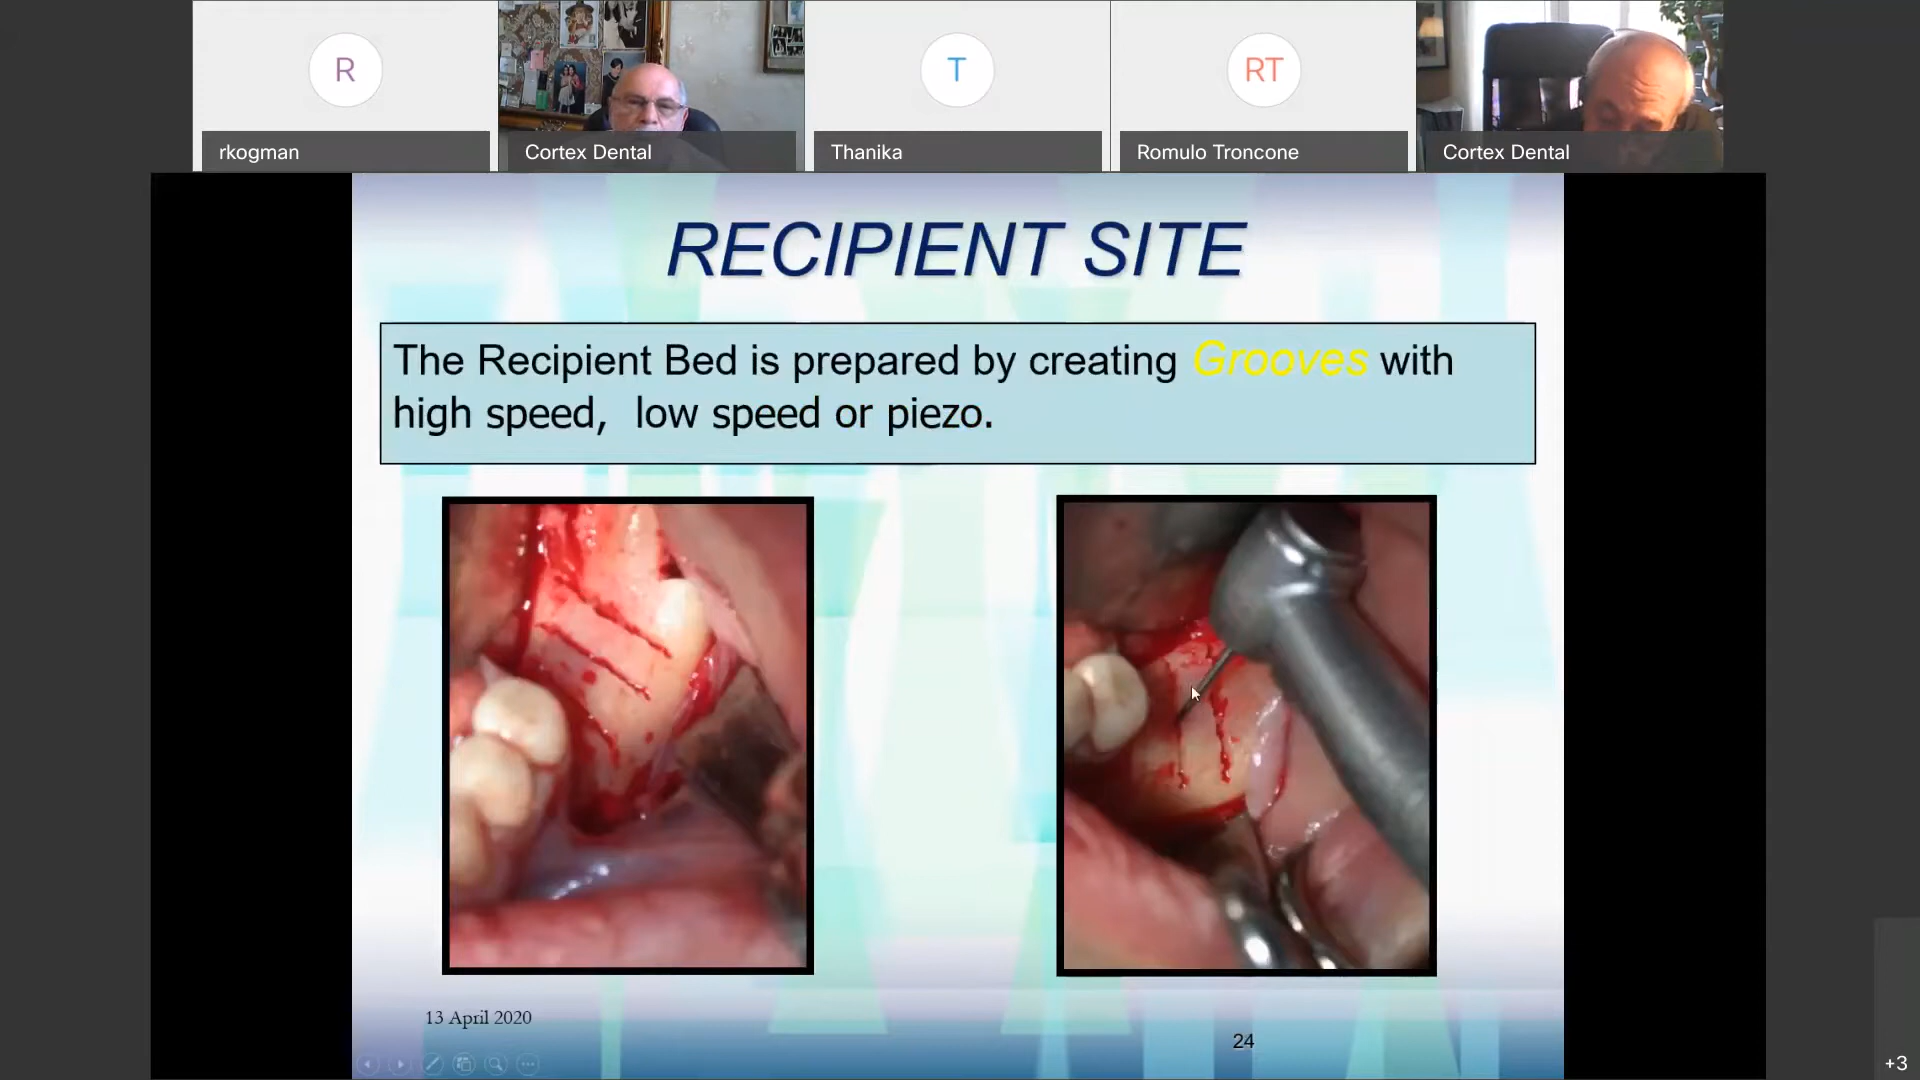 R
T
RT
rkogman
Cortex Dental
Thanika
Romulo Troncone
Cortex Dental
RECIPIENT SITE
The Recipient Bed is prepared by creating Grooves with
high speed, low speed or piezo.
13 April 2020
24
+3